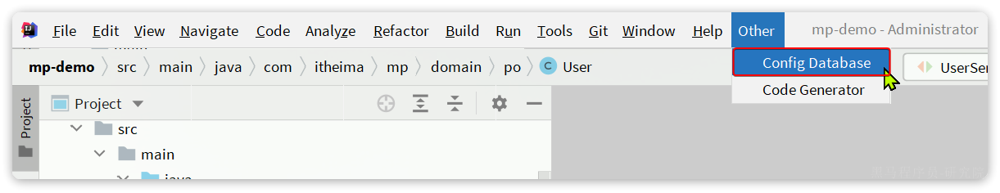 File Edit View Navigate Code Analyze Refactor Build Run Tools Git Window Help Other mp-demo - Administrator
Config Database
mp-demo src main java com itheima mp domain po C User UserSer
Code Generator
Project
Project
src
main
java